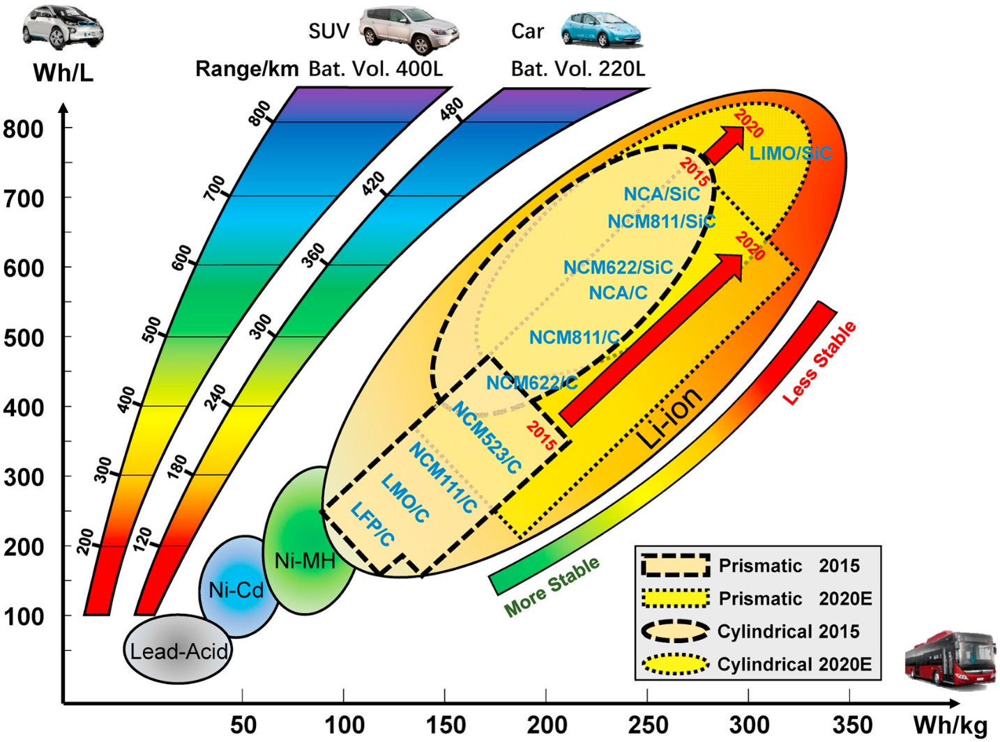 SUV
Car
Wh/L
Range/km
Bat. Vol. 400L
Bat. Vol. 220L
800
700
600
500
400
300
200
100
800
700
600
500
400
300
200
480
420
360
300
240
180
120
2020
LIMO/SiC
2015
NCA/SiC
NCM811/SiC
2020
NCM622/SiC
NCA/C
NCM811/C
NCM622/C
NCM523/C
2015
NCM111/C
LMO/C
LFP/C
Li-ion
Less Stable
More Stable
Ni-MH
Ni-Cd
Lead-Acid
Prismatic 2015
Prismatic 2020E
Cylindrical 2015
Cylindrical 2020E
50
100
150
200
250
300
350
Wh/kg